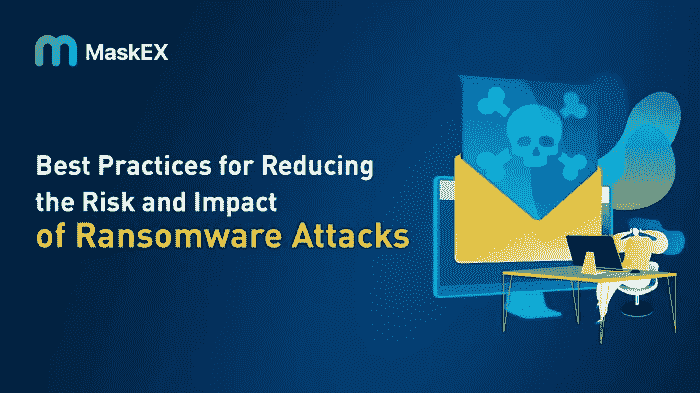 MaskEX
Best Practices for Reducing
the Risk and Impact
of Ransomware Attacks